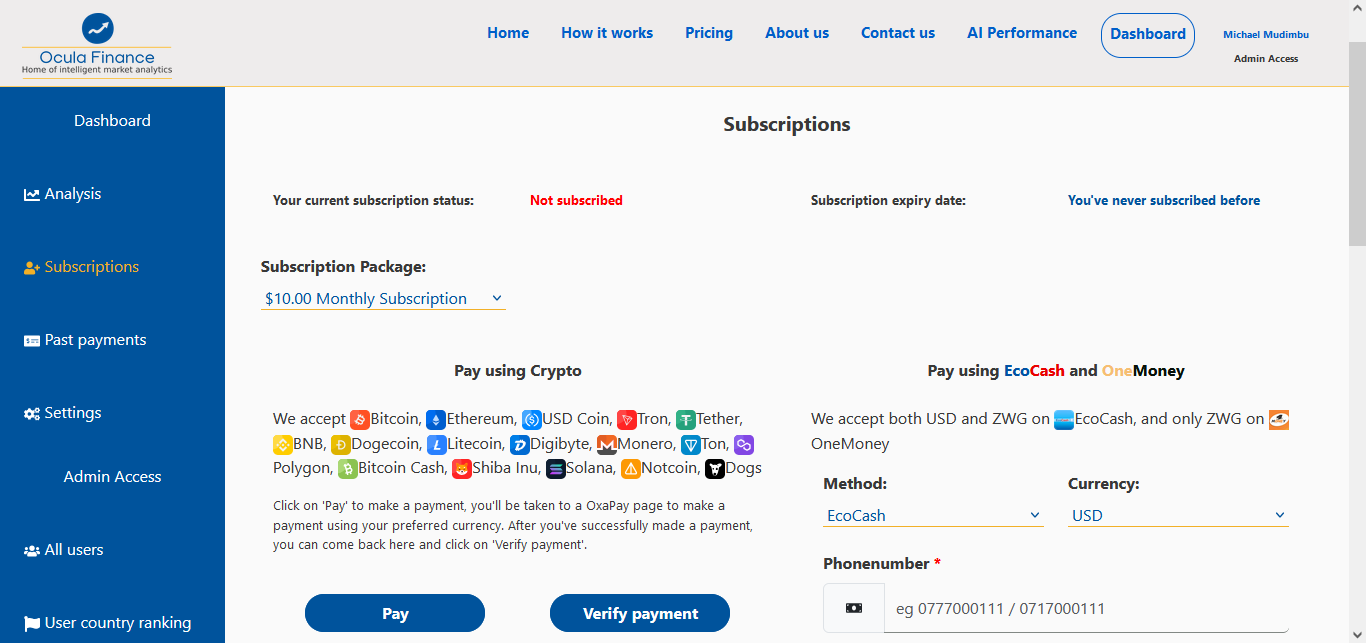 Ocula Finance
Home of intelligent market analytics
Home
How it works
Pricing
About us
Contact us
AI Performance
Dashboard
Michael Mudimbu
Admin Access
Dashboard
Analysis
Subscriptions
Past payments
Settings
Admin Access
All users
User country ranking
Subscriptions
Your current subscription status:
Not subscribed
Subscription expiry date:
You've never subscribed before
Subscription Package:
$10.00 Monthly Subscription
Pay using Crypto
We accept Bitcoin, Ethereum, USD Coin, Tron, Tether,
BNB, Dogecoin, Litecoin, Digibyte, Monero, Ton,
Polygon, Bitcoin Cash, Shiba Inu, Solana, Notcoin, Dogs
Click on 'Pay' to make a payment, you'll be taken to a OxaPay page to make a
payment using your preferred currency. After you've successfully made a payment,
you can come back here and click on 'Verify payment'.
Pay
Verify payment
Pay using EcoCash and OneMoney
We accept both USD and ZWG on EcoCash, and only ZWG on
OneMoney
Method:
Currency:
EcoCash
USD
Phonenumber *
eg 0777000111 / 0717000111